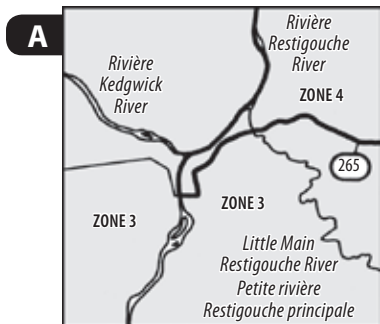 A
Rivière
Kedgwick
River
Rivière
Restigouche
River
ZONE 4
265
ZONE 3
ZONE 3
Little Main
Restigouche River
Petite rivière
Restigouche principale